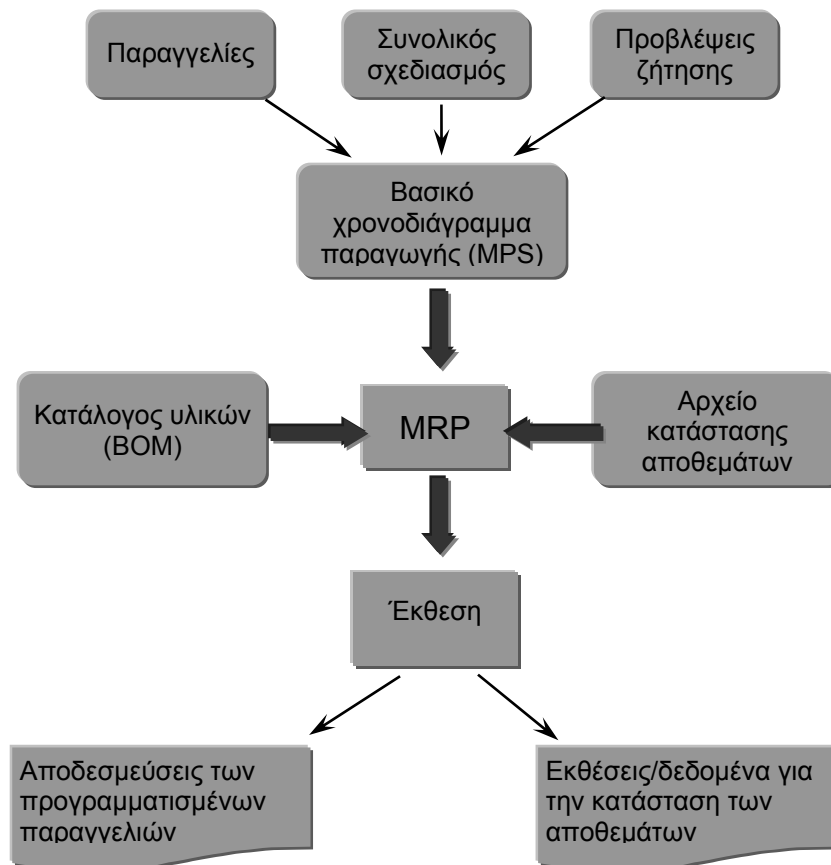 Παραγγελίες
Συνολικός
σχεδιασμός
Προβλέψεις
ζήτησης
Βασικό
χρονοδιάγραμμα
παραγωγής (MPS)
Κατάλογος υλικών
(BOM)
MRP
Αρχείο
κατάστασης
αποθεμάτων
Έκθεση
Αποδεσμεύσεις των
προγραμματισμένων
παραγγελιών
Εκθέσεις/δεδομένα για
την κατάσταση των
αποθεμάτων